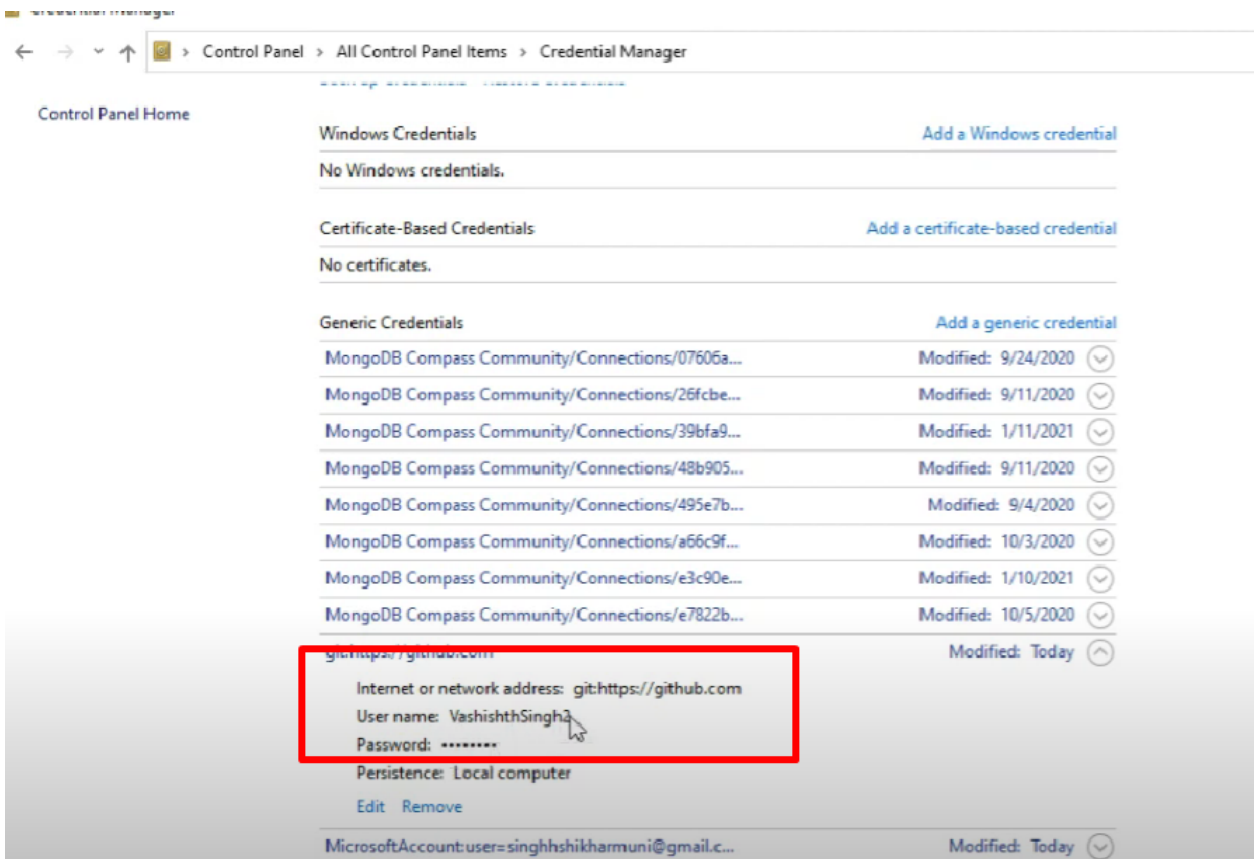 Credential Manager
Control Panel > All Control Panel Items > Credential Manager
Control Panel Home
Windows Credentials Add a Windows credential
No Windows credentials.
Certificate-Based Credentials Add a certificate-based credential
No certificates.
Generic Credentials Add a generic credential
MongoDB Compass Community/Connections/07606a... Modified: 9/24/2020
MongoDB Compass Community/Connections/26fcbe... Modified: 9/11/2020
MongoDB Compass Community/Connections/39bfa9... Modified: 1/11/2021
MongoDB Compass Community/Connections/48b905... Modified: 9/11/2020
MongoDB Compass Community/Connections/495e7b... Modified: 9/4/2020
MongoDB Compass Community/Connections/a66c9f... Modified: 10/3/2020
MongoDB Compass Community/Connections/e3c90e... Modified: 1/10/2021
MongoDB Compass Community/Connections/e7822b... Modified: 10/5/2020
git:https://github.com Modified: Today
Internet or network address: git:https://github.com
User name: VashishthSingh2
Password: ••••••••
Persistence: Local computer
Edit Remove
MicrosoftAccount:user=singhhshikharmuni@gmail.c... Modified: Today